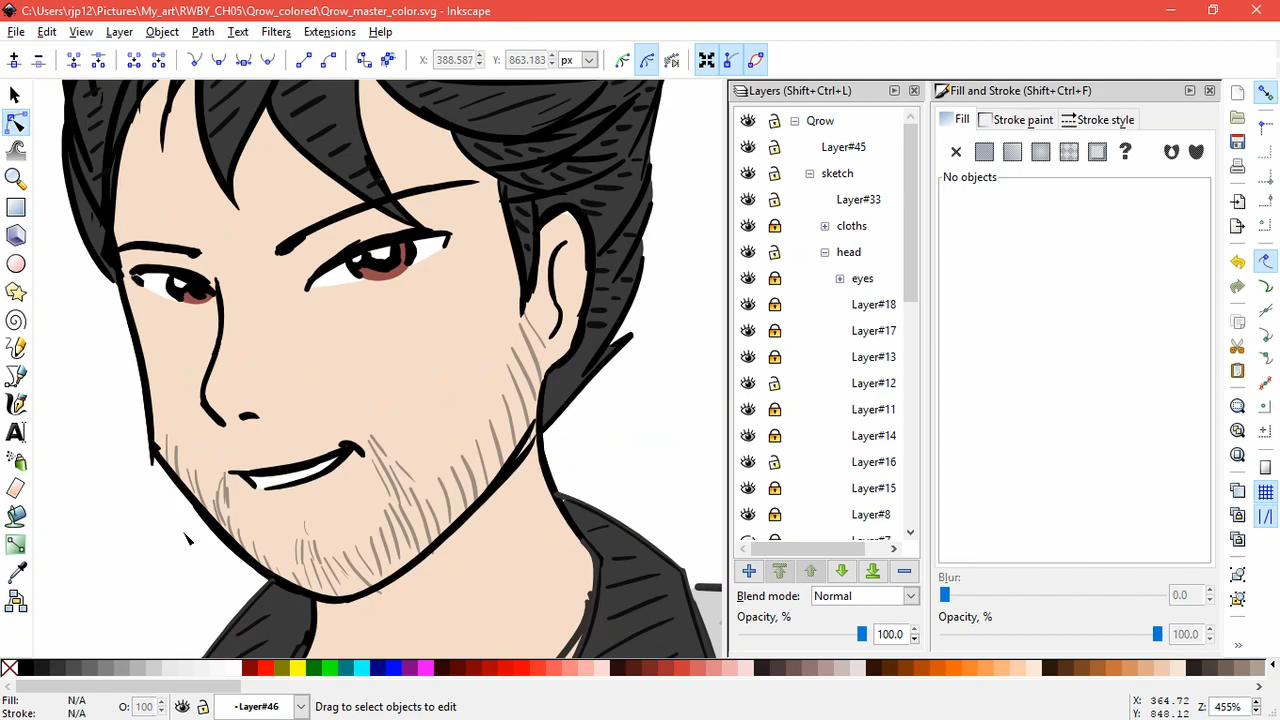 C:\Users\rjp12\Pictures\My_art\RWBY_CH05\Qrow_colored\Qrow_master_color.svg - Inkscape
File Edit View Layer Object Path Text Filters Extensions Help
X: 388.587 Y: 863.183 px
Layers (Shift+Ctrl+L)
Qrow
Layer#45
sketch
Layer#33
cloths
head
eyes
Layer#18
Layer#17
Layer#13
Layer#12
Layer#11
Layer#14
Layer#16
Layer#15
Layer#8
Blend mode: Normal
Opacity, %
100.0
Fill and Stroke (Shift+Ctrl+F)
Fill Stroke paint Stroke style
?
No objects
Blur:
0.0
Opacity, %
100.0
Fill: N/A
Stroke: N/A
O: 100
-Layer#46
Drag to select objects to edit
X: 364.72
Y: 848.12
Z: 455%